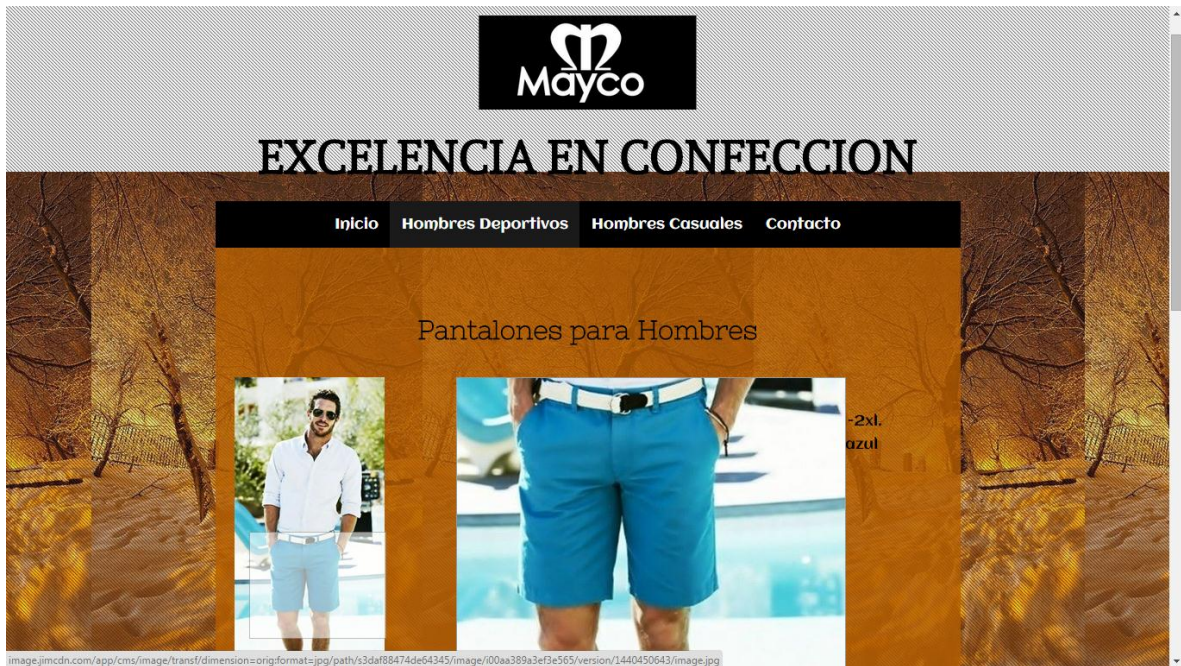 Mayco
EXCELENCIA EN CONFECCION
Inicio Hombres Deportivos Hombres Casuales Contacto
Pantalones para Hombres
-2xl.
azul
image.jimcdn.com/app/cms/image/transf/dimension=orig:format=jpg/path/s3daf88474de64345/image/i00aa389a3ef3e565/version/1440450643/image.jpg